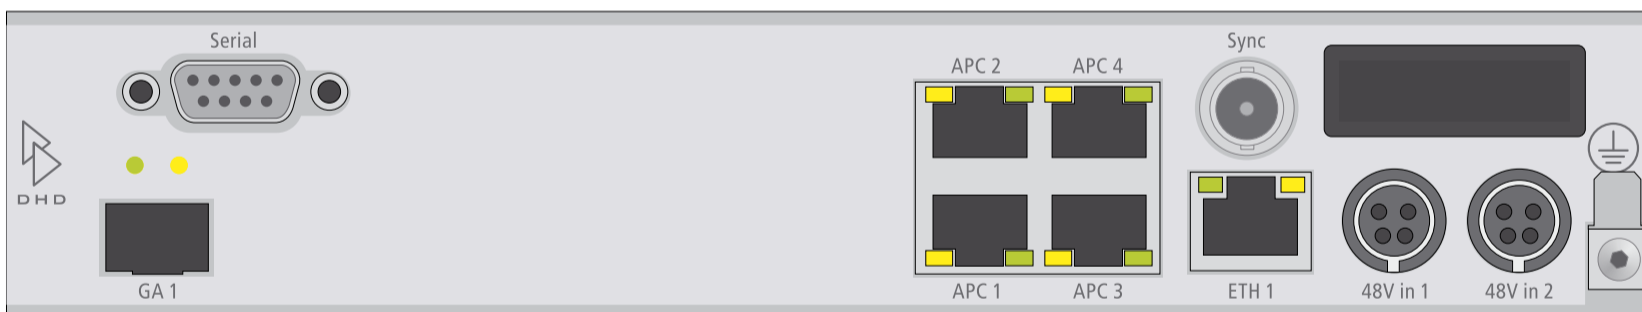 Serial
APC 2
APC 4
Sync
DHD
GA 1
APC 1
APC 3
ETH 1
48V in 1
48V in 2